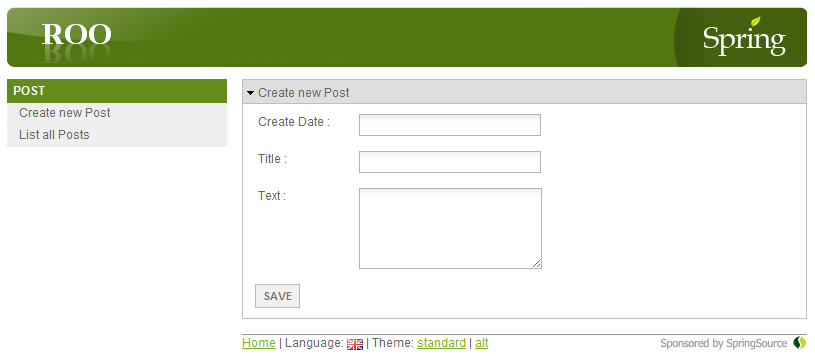 ROO
Spring
POST
Create new Post
List all Posts
Create new Post
Create Date :
Title :
Text :
SAVE
Home | Language: | Theme: standard | alt
Sponsored by SpringSource